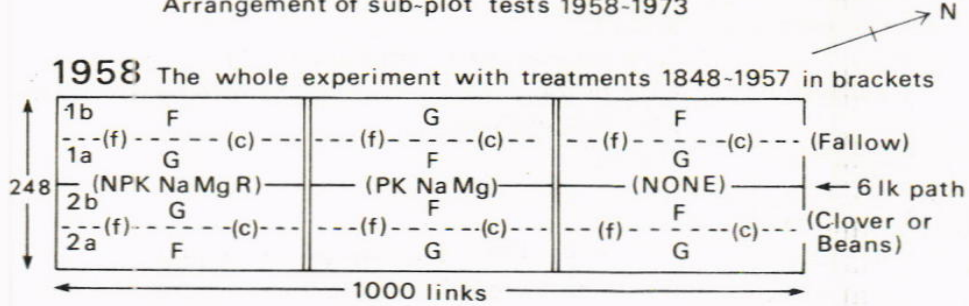 Arrangement of sub-plot tests 1958-1973
N
1958 The whole experiment with treatments 1848-1957 in brackets
1b F G F
(f) (c) (f) (c) (f) (c) (Fallow)
1a G F G
248 (NPK Na Mg R) (PK Na Mg) (NONE) 6 lk path
2b G F F
(f) (c) (f) (c) (f) (c) (Clover or
Beans)
2a F G G
1000 links